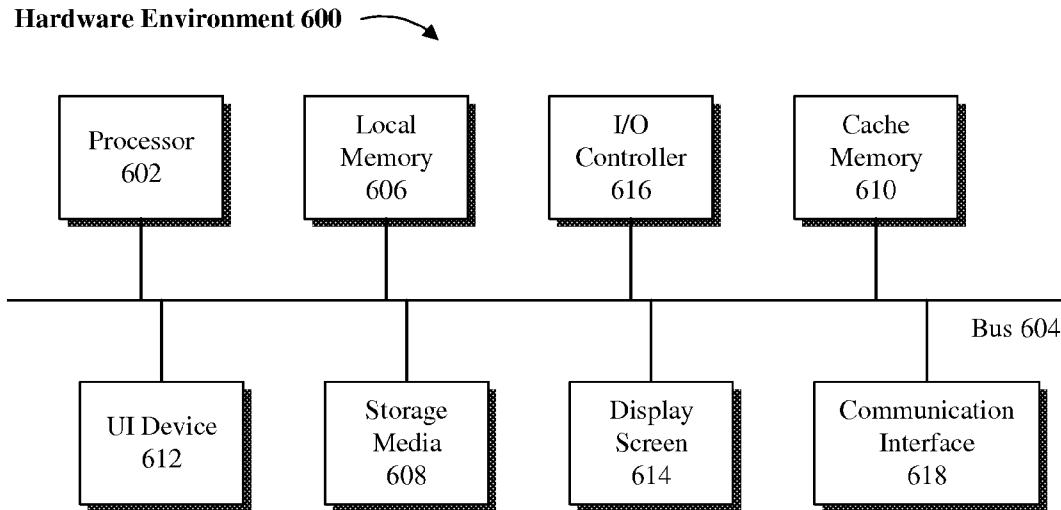 Hardware Environment 600
Processor
602
Local
Memory
606
I/O
Controller
616
Cache
Memory
610
Bus 604
UI Device
612
Storage
Media
608
Display
Screen
614
Communication
Interface
618